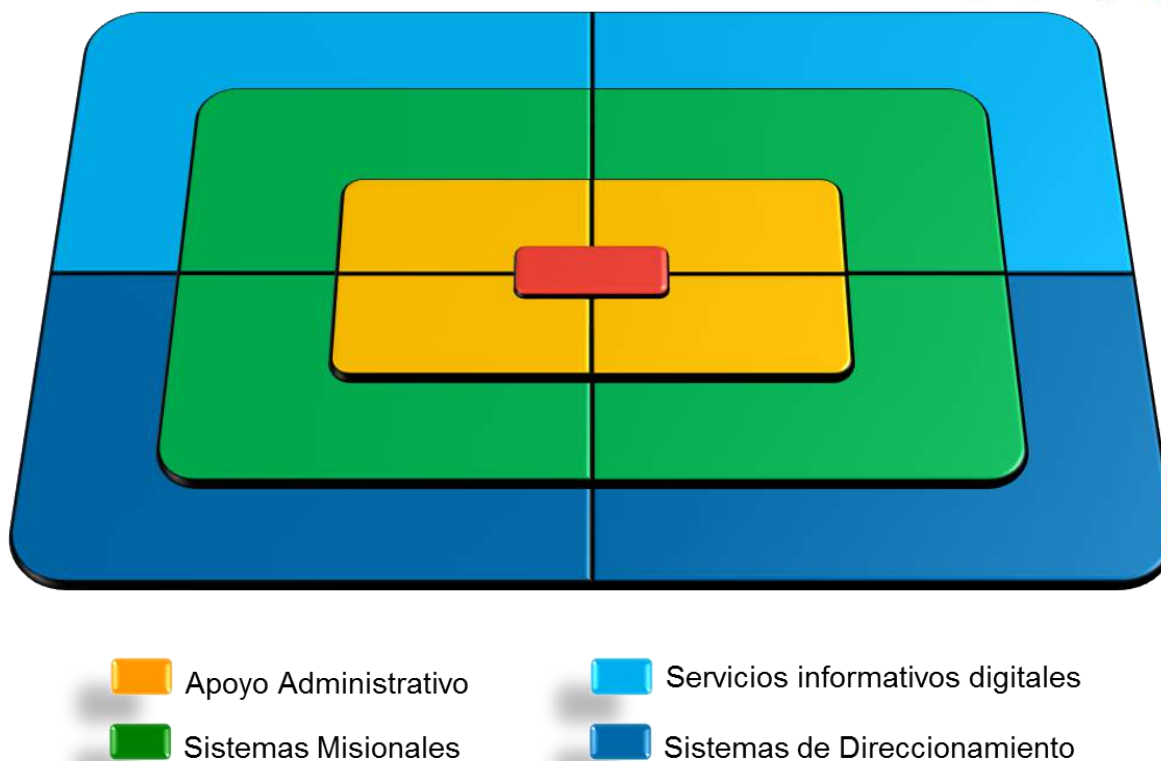 Apoyo Administrativo
Servicios informativos digitales
Sistemas Misionales
Sistemas de Direccionamiento